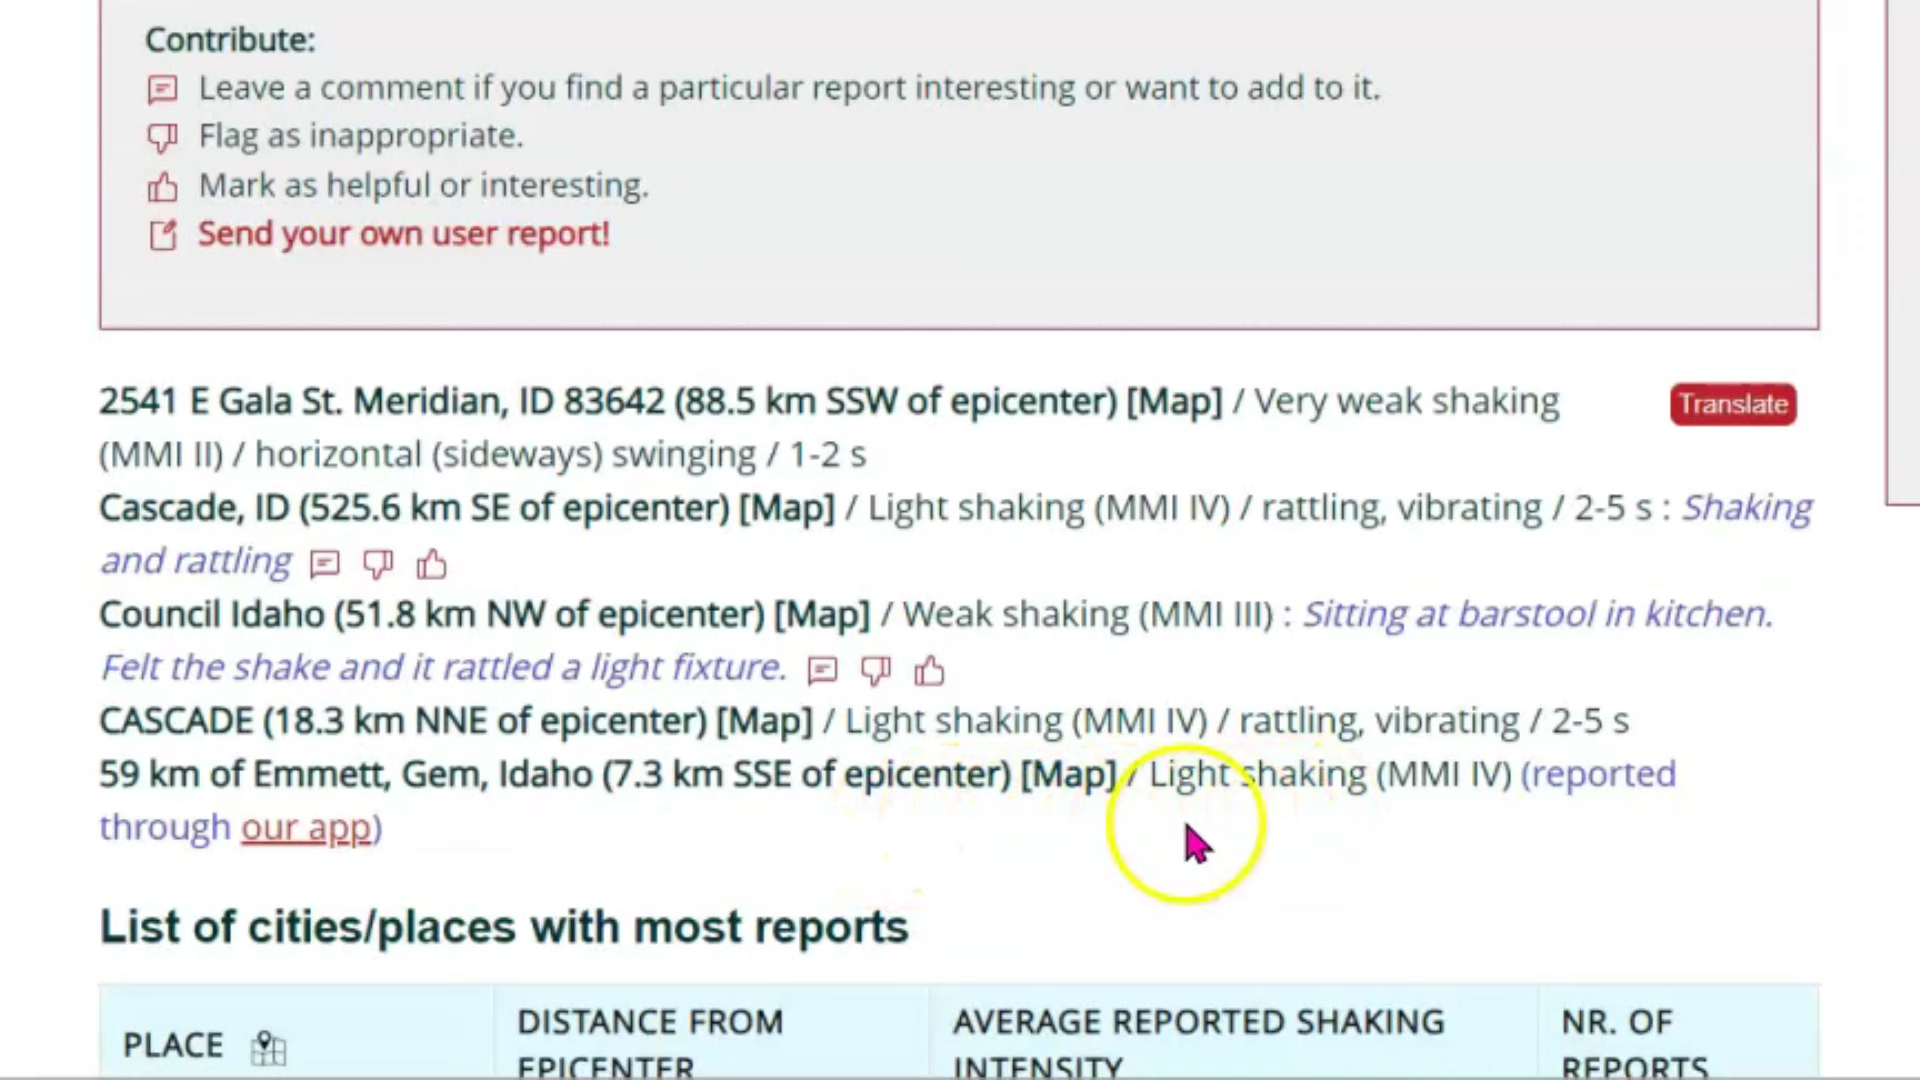 Contribute:
Leave a comment if you find a particular report interesting or want to add to it.
Flag as inappropriate.
Mark as helpful or interesting.
Send your own user report!
2541 E Gala St. Meridian, ID 83642 (88.5 km SSW of epicenter) [Map] / Very weak shaking
Translate
(MMI II) / horizontal (sideways) swinging / 1-2 s
Cascade, ID (525.6 km SE of epicenter) [Map] / Light shaking (MMI IV) / rattling, vibrating / 2-5 s : Shaking
and rattling
Council Idaho (51.8 km NW of epicenter) [Map] / Weak shaking (MMI III) : Sitting at barstool in kitchen.
Felt the shake and it rattled a light fixture.
CASCADE (18.3 km NNE of epicenter) [Map] / Light shaking (MMI IV) / rattling, vibrating / 2-5 s
59 km of Emmett, Gem, Idaho (7.3 km SSE of epicenter) [Map] / Light shaking (MMI IV) (reported
through our app)
List of cities/places with most reports
PLACE
DISTANCE FROM
EPICENTER
AVERAGE REPORTED SHAKING
INTENSITY
NR. OF
REPORTS